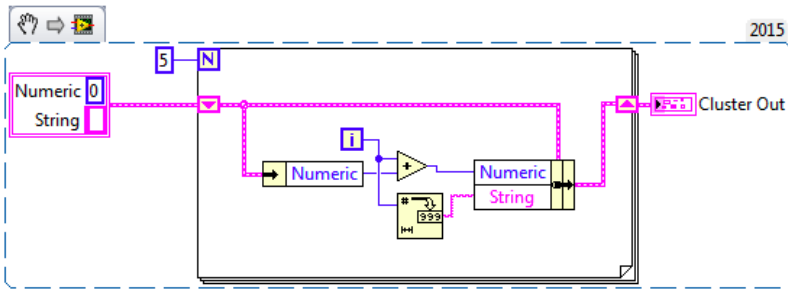 2015
5
N
Numeric 0
String
Cluster Out
i
Numeric
+
Numeric
String
#
999